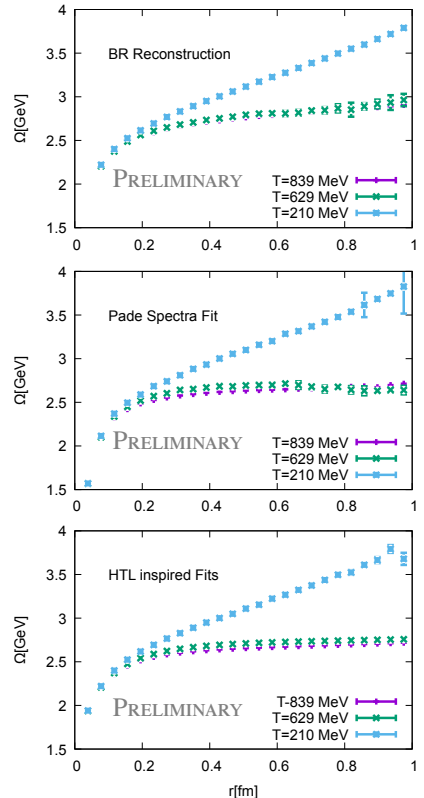 4
3.5
3
2.5
2
1.5
Ω[GeV]
BR Reconstruction
PRELIMINARY
T=839 MeV
T=629 MeV
T=210 MeV
0 0.2 0.4 0.6 0.8 1
4
3.5
3
2.5
2
1.5
Ω[GeV]
Pade Spectra Fit
PRELIMINARY
T=839 MeV
T=629 MeV
T=210 MeV
0 0.2 0.4 0.6 0.8 1
4
3.5
3
2.5
2
1.5
Ω[GeV]
HTL inspired Fits
PRELIMINARY
T-839 MeV
T=629 MeV
T=210 MeV
0 0.2 0.4 0.6 0.8 1
r[fm]